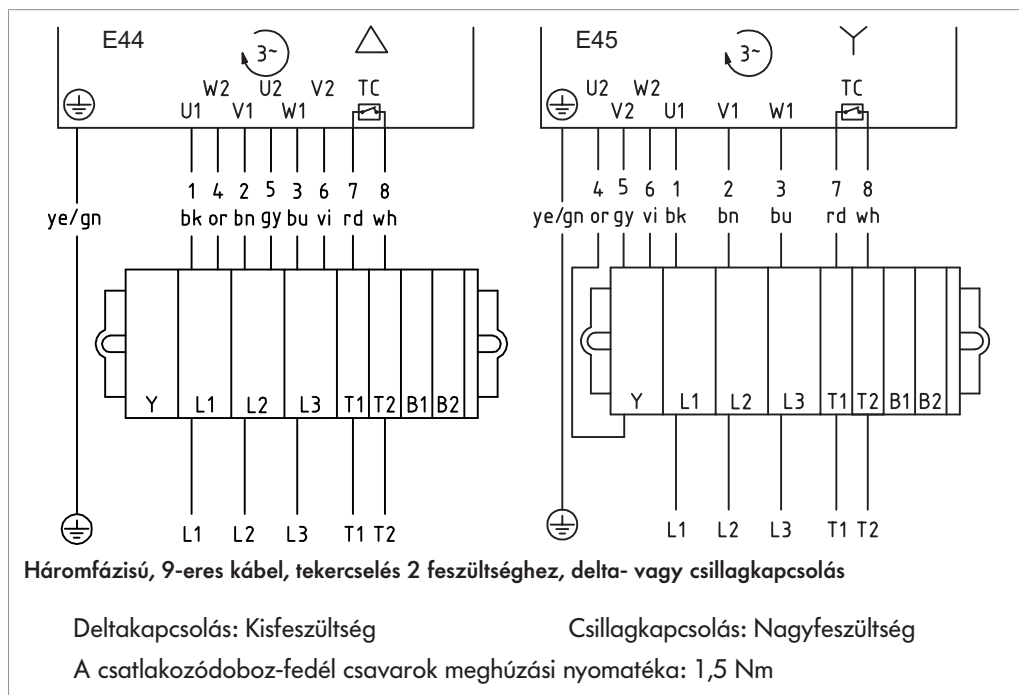 E44 3~ E45 3~
W2 U2 V2 TC U2 W2 TC
U1 V1 W1 V2 U1 V1 W1
1 4 2 5 3 6 7 8 4 5 6 1 2 3 7 8
ye/gn bk or bn gy bu vi rd wh ye/gn or gy vi bk bn bu rd wh
Y L1 L2 L3 T1 T2 B1 B2 Y L1 L2 L3 T1 T2 B1 B2
L1 L2 L3 T1 T2 L1 L2 L3 T1 T2
Háromfázisú, 9-eres kábel, tekercselés 2 feszültséghez, delta- vagy csillagkapcsolás
Deltakapcsolás: Kisfeszültség Csillagkapcsolás: Nagyfeszültség
A csatlakozódoboz-fedél csavarok meghúzási nyomatéka: 1,5 Nm